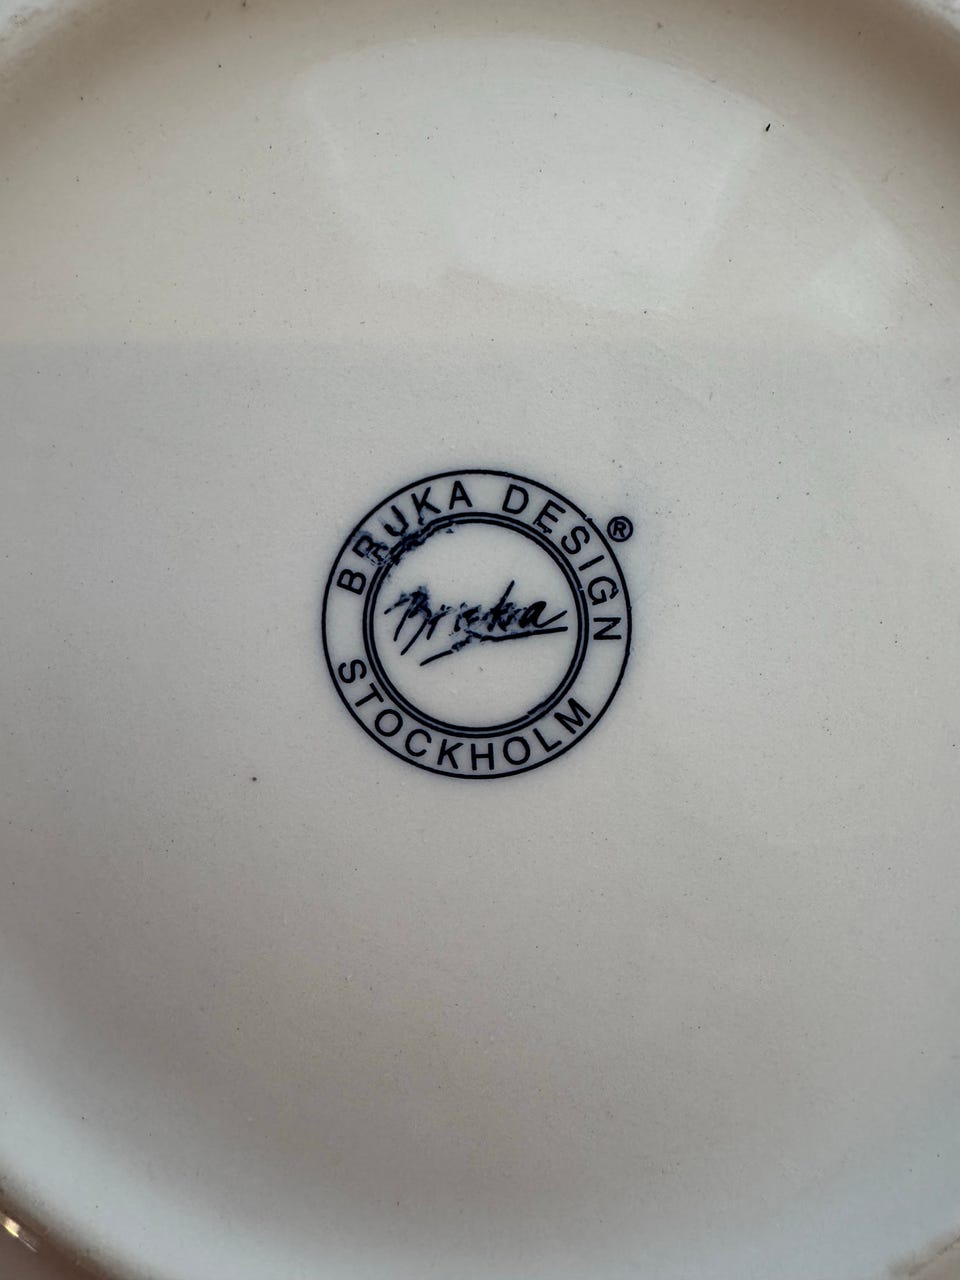 BRUKA DESIGN ®
Bruka
STOCKHOLM